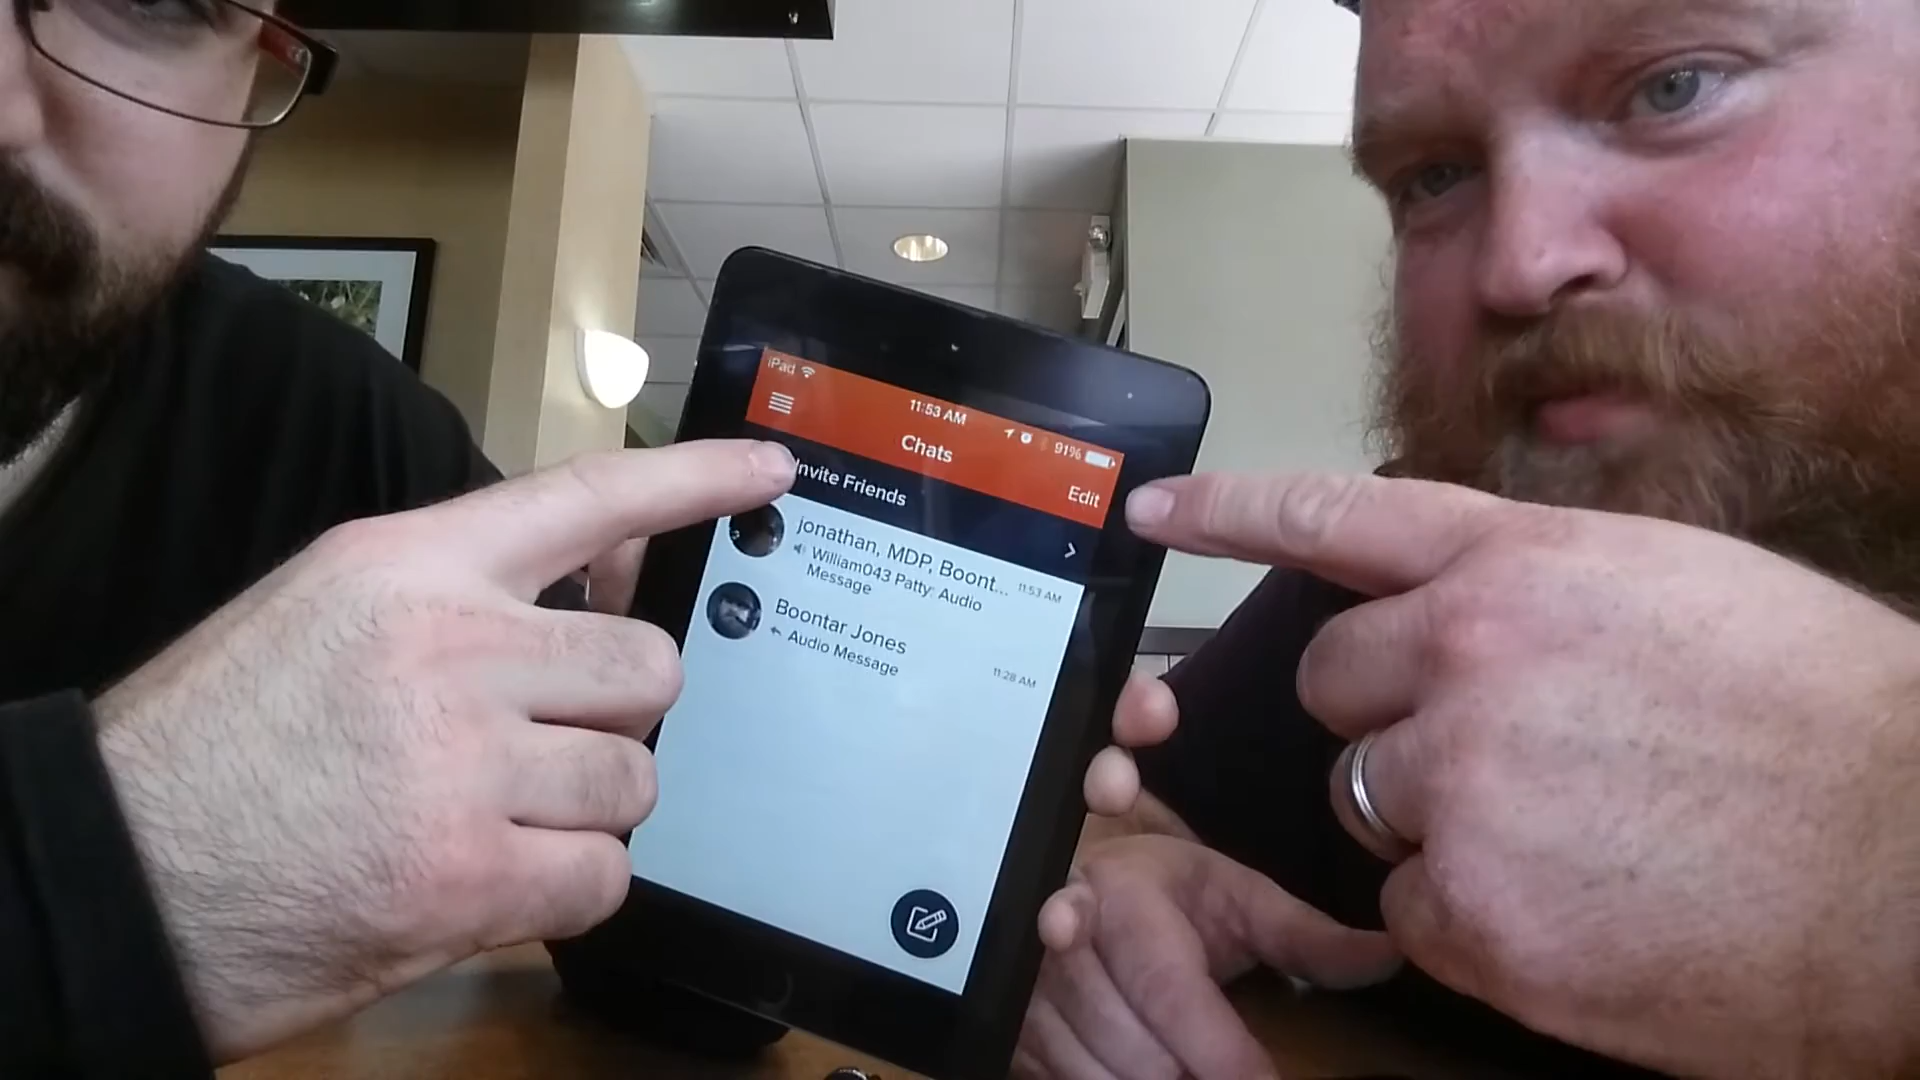 iPad
11:53 AM
91%
Chats
Edit
Invite Friends
jonathan, MDP, Boont...
11:53 AM
William043 Patty: Audio
Message
Boontar Jones
Audio Message
11:28 AM